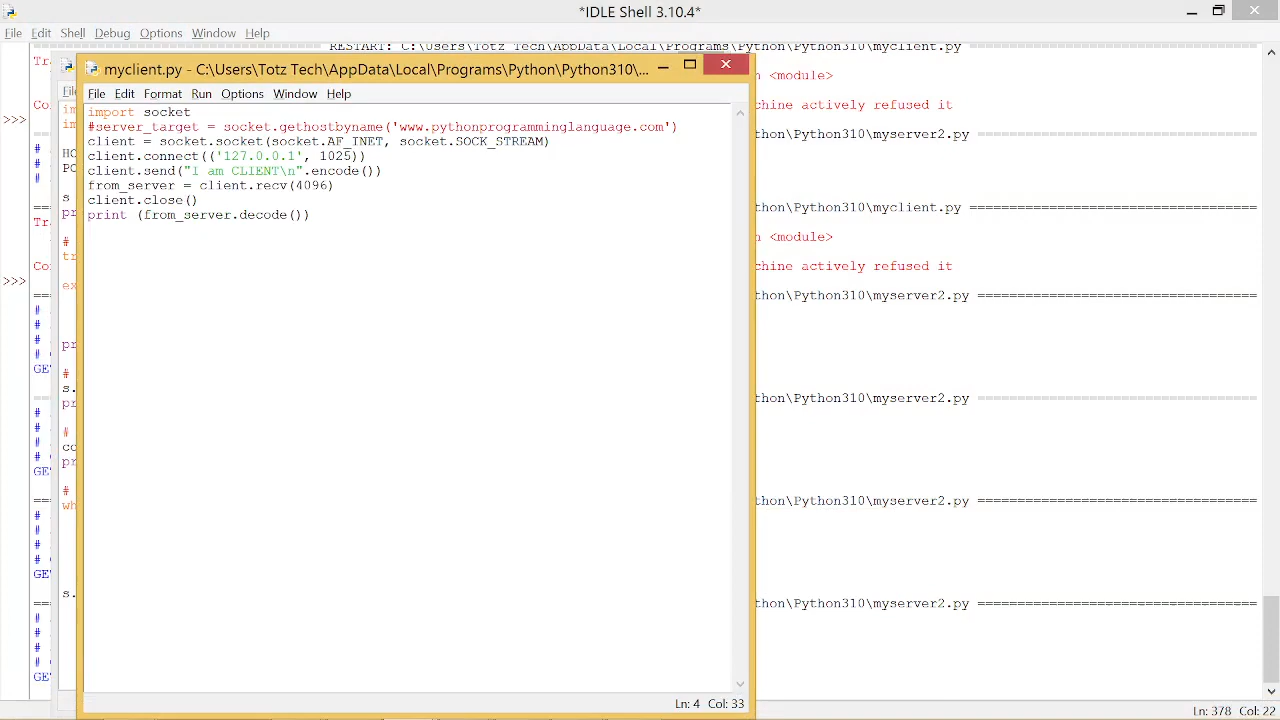 *IDLE Shell 3.10.4*
File Edit Shell Debug Options Window Help
RESTART: C:\Users\Totz Tech\AppData\Local\Programs\Python\Python310\myclient.py
myclient.py - C:\Users\Totz Tech\AppData\Local\Programs\Python\Python310\...
File Edit Format Run Options Window Help
import socket
#server_target = socket.gethostbyname('www.pythonprogramminglanguage.com')
client = socket.socket(socket.AF_INET, socket.SOCK_STREAM)
client.connect(('127.0.0.1', 1025))
client.send("I am CLIENT\n".encode())
from_server = client.recv(4096)
client.close()
print (from_server.decode())
Ln: 4 Col: 33
<module>
>>>
chine actively refused it
thon\Python310\myserver2.py ===================================
thon\Python310\myclient.py ====================================
<module>
>>>
chine actively refused it
thon\Python310\myserver2.py ===================================
GET
thon\Python310\myserver2.py ===================================
GET
thon\Python310\myserver2.py ===================================
GET
thon\Python310\myserver2.py ===================================
GET
Ln: 378 Col: 22